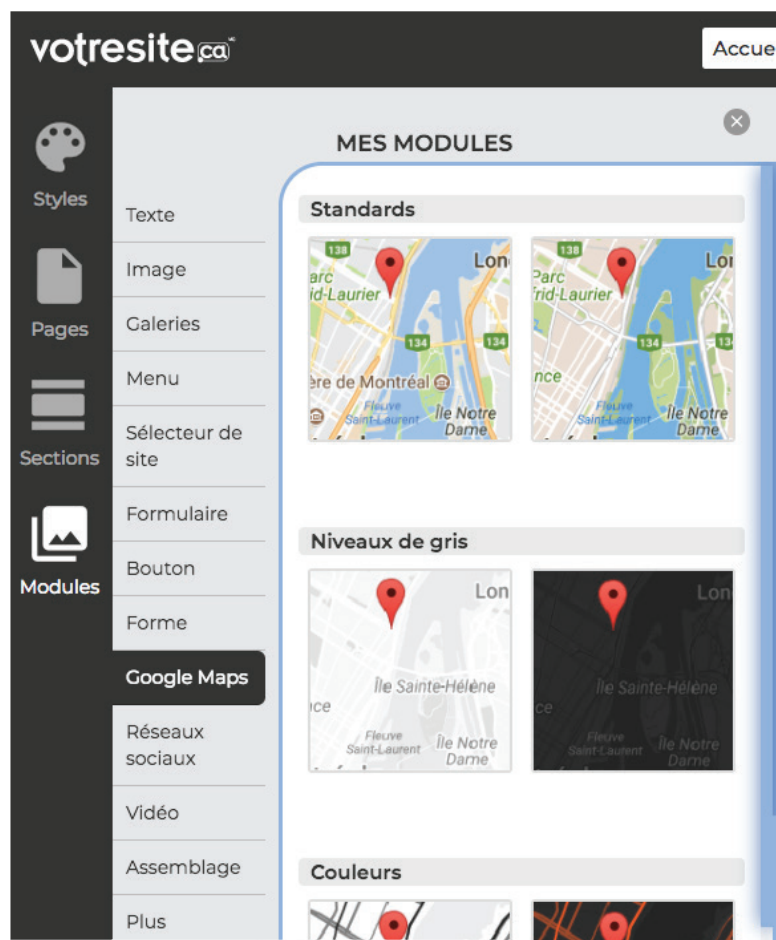 votresite.ca
Accue
MES MODULES
Styles
Pages
Sections
Modules
Texte
Image
Galeries
Menu
Sélecteur de
site
Formulaire
Bouton
Forme
Google Maps
Réseaux
sociaux
Vidéo
Assemblage
Plus
Standards
138
Lon
arc
id-Laurier
134
134
ère de Montréal
Fleuve
Saint-Laurent
Île Notre
Dame
138
Lon
Parc
frid-Laurier
134
13
nce
Fleuve
Saint-Laurent
Île Notre
Dame
Niveaux de gris
Lon
Île Sainte-Hélène
nce
Fleuve
Saint-Laurent
Île Notre
Dame
Lon
Île Sainte-Hélène
ce
Fleuve
Saint-Laurent
Île Notre
Dame
Couleurs